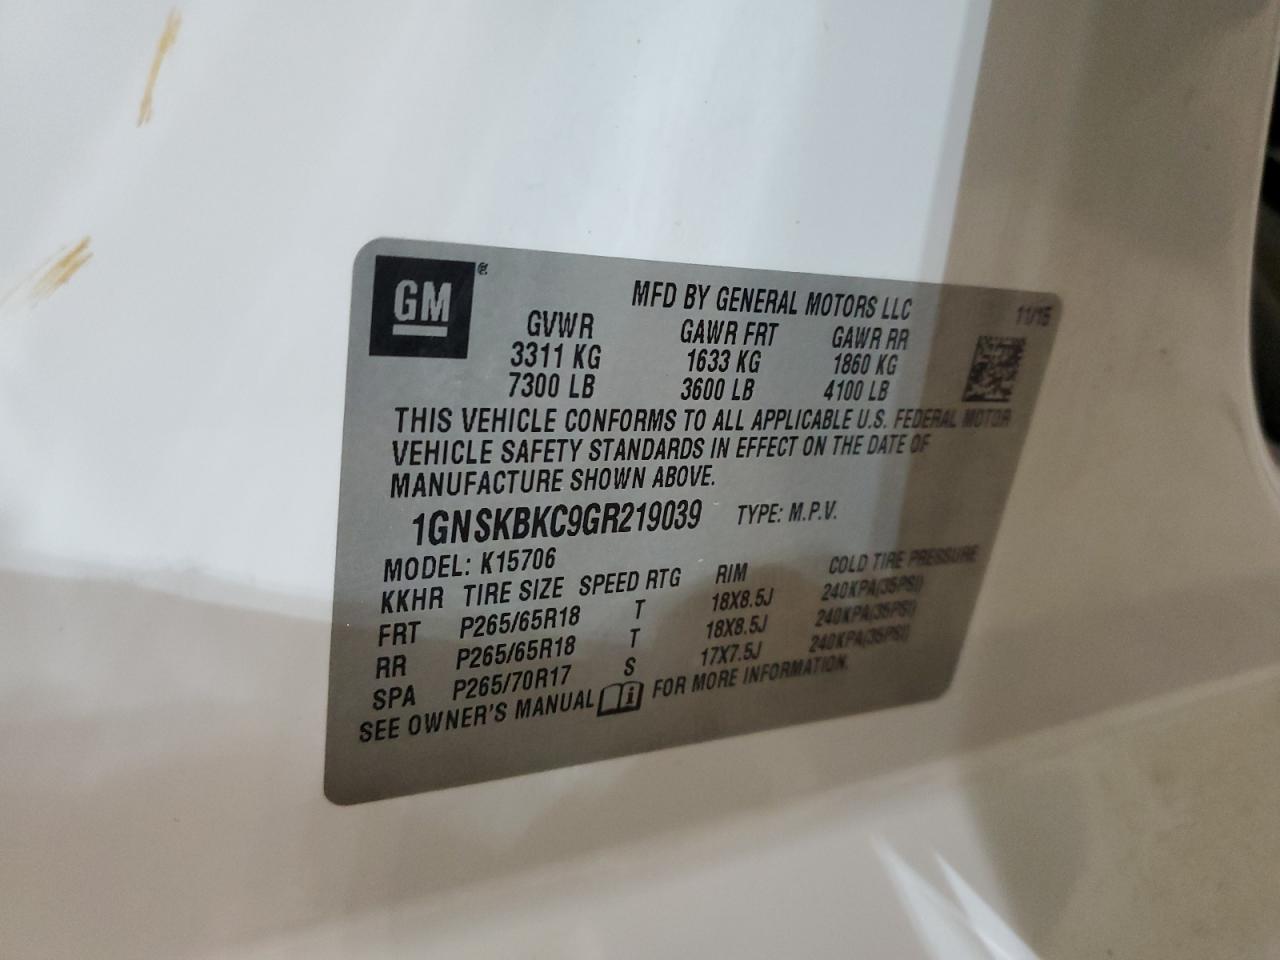 GM ®
MFD BY GENERAL MOTORS LLC 11/15
GVWR GAWR FRT GAWR RR
3311 KG 1633 KG 1860 KG
7300 LB 3600 LB 4100 LB
THIS VEHICLE CONFORMS TO ALL APPLICABLE U.S. FEDERAL MOTOR
VEHICLE SAFETY STANDARDS IN EFFECT ON THE DATE OF
MANUFACTURE SHOWN ABOVE.
1GNSKBKC9GR219039 TYPE: M.P.V.
MODEL: K15706
KKHR TIRE SIZE SPEED RTG RIM COLD TIRE PRESSURE
FRT P265/65R18 T 18X8.5J 240KPA(35PSI)
RR P265/65R18 T 18X8.5J 240KPA(35PSI)
SPA P265/70R17 S 17X7.5J 240KPA(35PSI)
SEE OWNER'S MANUAL i FOR MORE INFORMATION.